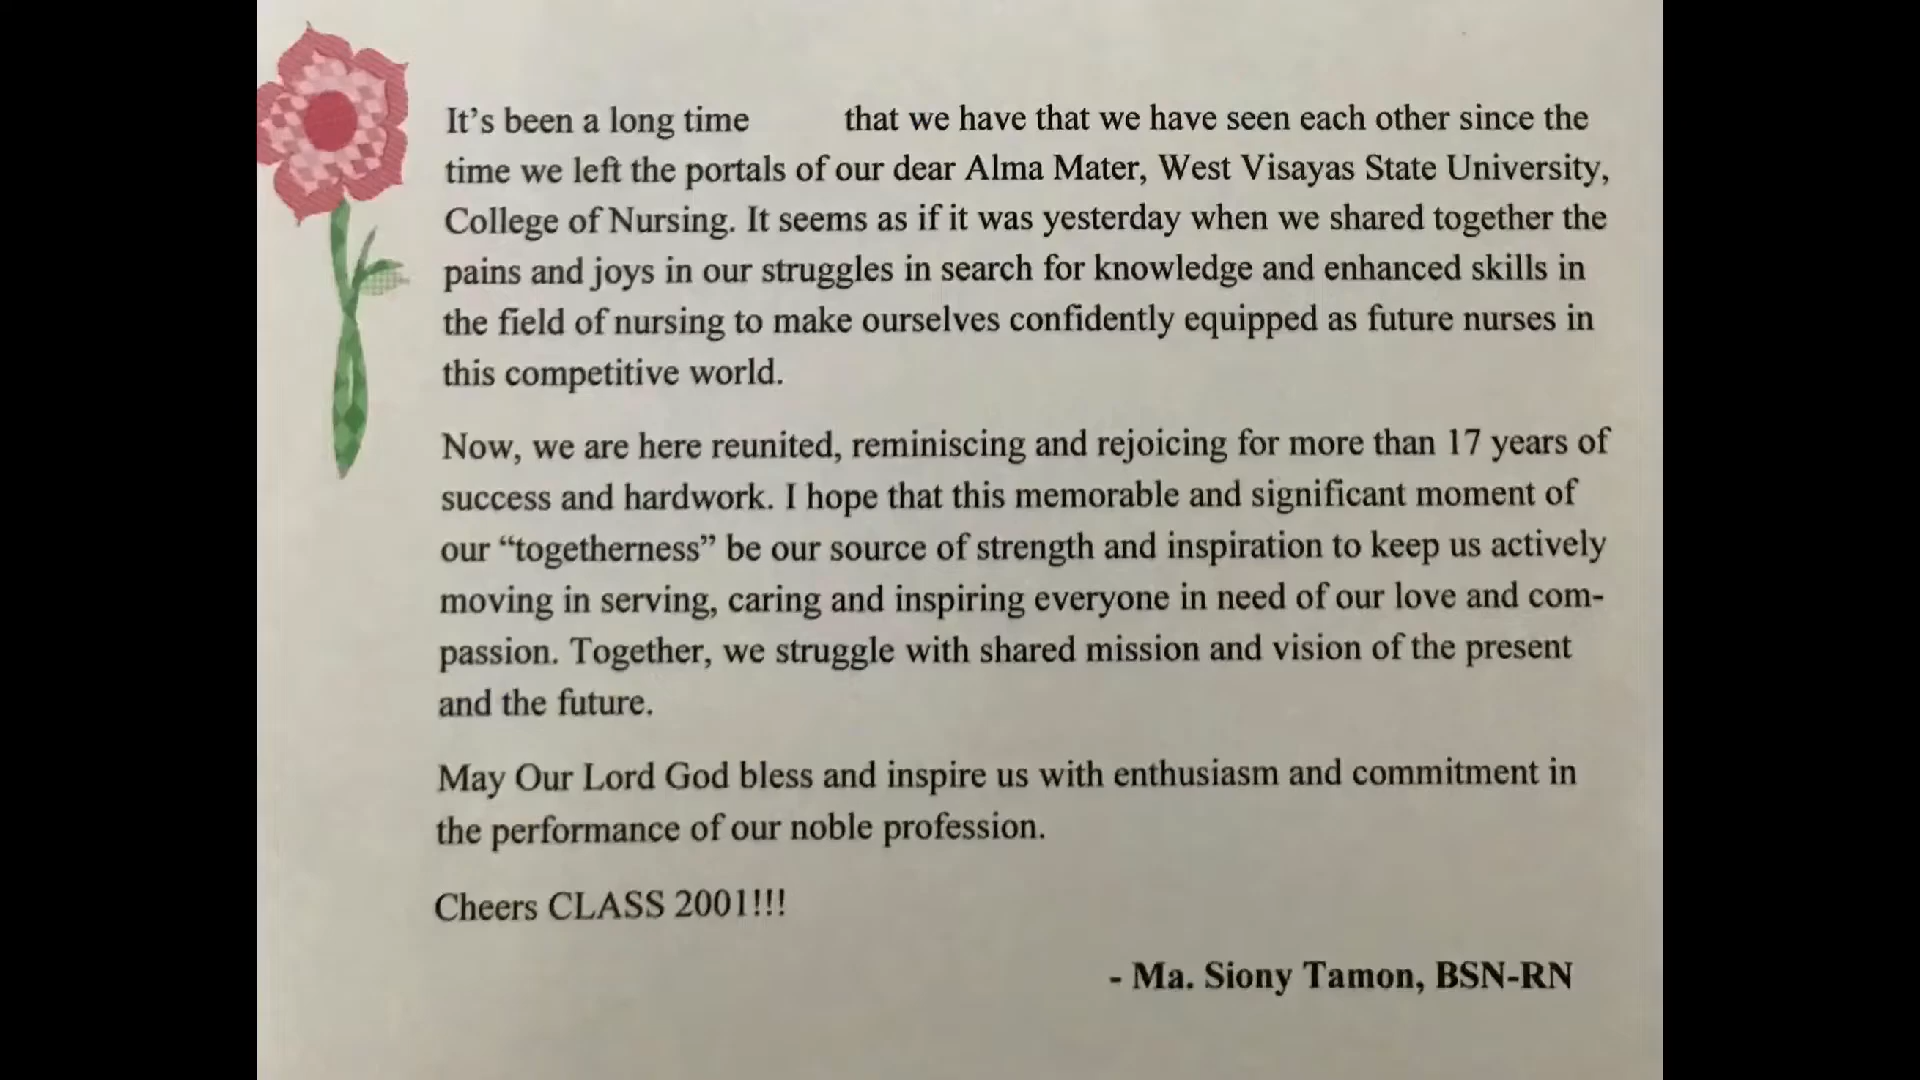 It's been a long time that we have that we have seen each other since the
time we left the portals of our dear Alma Mater, West Visayas State University,
College of Nursing. It seems as if it was yesterday when we shared together the
pains and joys in our struggles in search for knowledge and enhanced skills in
the field of nursing to make ourselves confidently equipped as future nurses in
this competitive world.
Now, we are here reunited, reminiscing and rejoicing for more than 17 years of
success and hardwork. I hope that this memorable and significant moment of
our “togetherness” be our source of strength and inspiration to keep us actively
moving in serving, caring and inspiring everyone in need of our love and com-
passion. Together, we struggle with shared mission and vision of the present
and the future.
May Our Lord God bless and inspire us with enthusiasm and commitment in
the performance of our noble profession.
Cheers CLASS 2001!!!
- Ma. Siony Tamon, BSN-RN